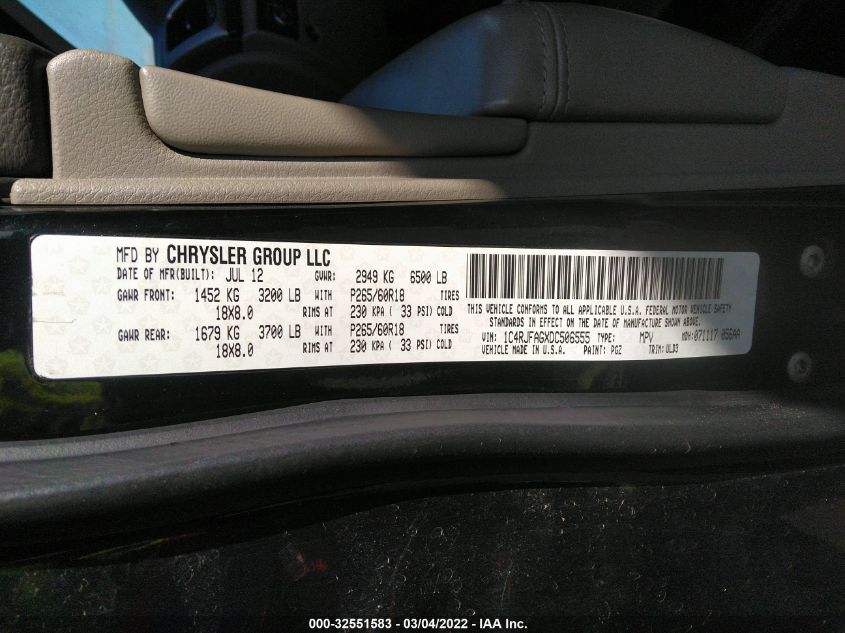 MFD BY CHRYSLER GROUP LLC
DATE OF MFR(BUILT): JUL 12 GVWR: 2949 KG 6500 LB
GAWR FRONT: 1452 KG 3200 LB WITH P265/60R18 TIRES
18X8.0 RIMS AT 230 KPA ( 33 PSI) COLD
GAWR REAR: 1679 KG 3700 LB WITH P265/60R18 TIRES
18X8.0 RIMS AT 230 KPA ( 33 PSI) COLD
THIS VEHICLE CONFORMS TO ALL APPLICABLE U.S.A. FEDERAL MOTOR VEHICLE SAFETY
STANDARDS IN EFFECT ON THE DATE OF MANUFACTURE SHOWN ABOVE.
VIN: 1C4RJFAGXDC506555 TYPE: MPV MDH: 071117 056AA
VEHICLE MADE IN U.S.A. PAINT: PGZ TRIM: ULD3
000-32551583 - 03/04/2022 - IAA Inc.